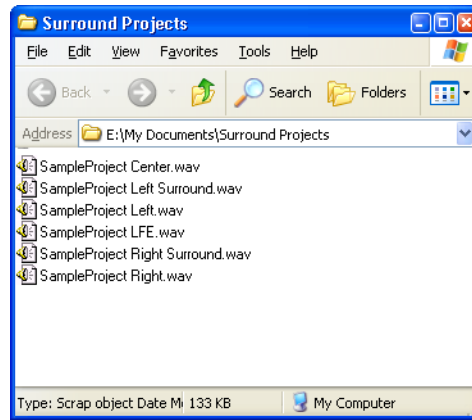 Surround Projects
File Edit View Favorites Tools Help
Back Search Folders
Address E:\My Documents\Surround Projects
SampleProject Center.wav
SampleProject Left Surround.wav
SampleProject Left.wav
SampleProject LFE.wav
SampleProject Right Surround.wav
SampleProject Right.wav
Type: Scrap object Date Mi 133 KB My Computer